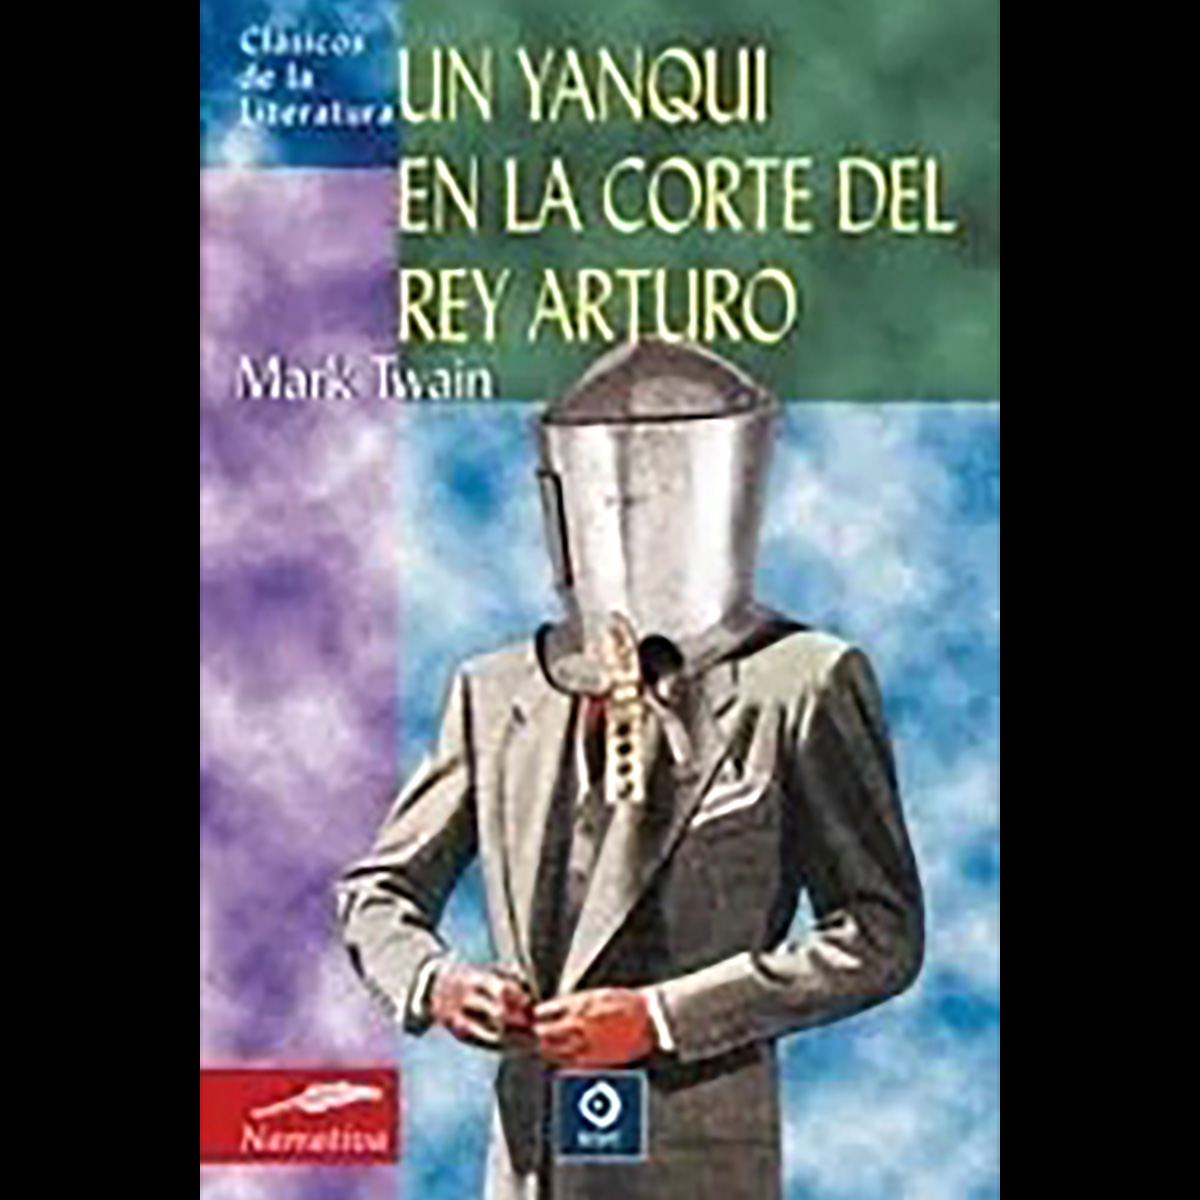 Clásicos
de la
Literatura
UN YANQUI
EN LA CORTE DEL
REY ARTURO
Mark Twain
Narrativa